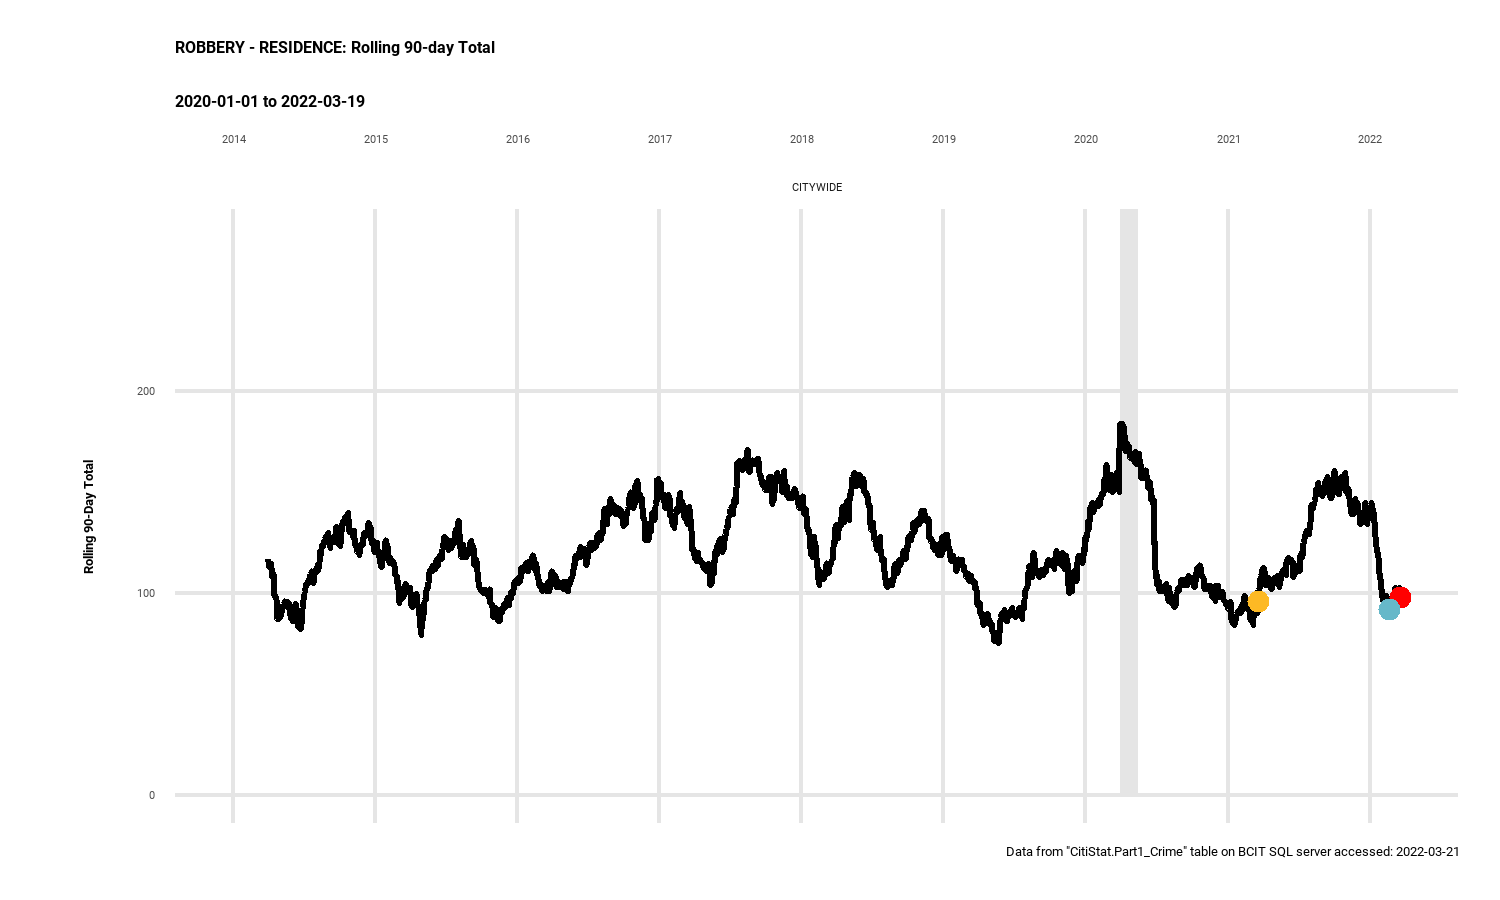 ROBBERY - RESIDENCE: Rolling 90-day Total
2020-01-01 to 2022-03-19
2014 2015 2016 2017 2018 2019 2020 2021 2022
CITYWIDE
200
Rolling 90-Day Total
100
0
Data from "CitiStat.Part1_Crime" table on BCIT SQL server accessed: 2022-03-21